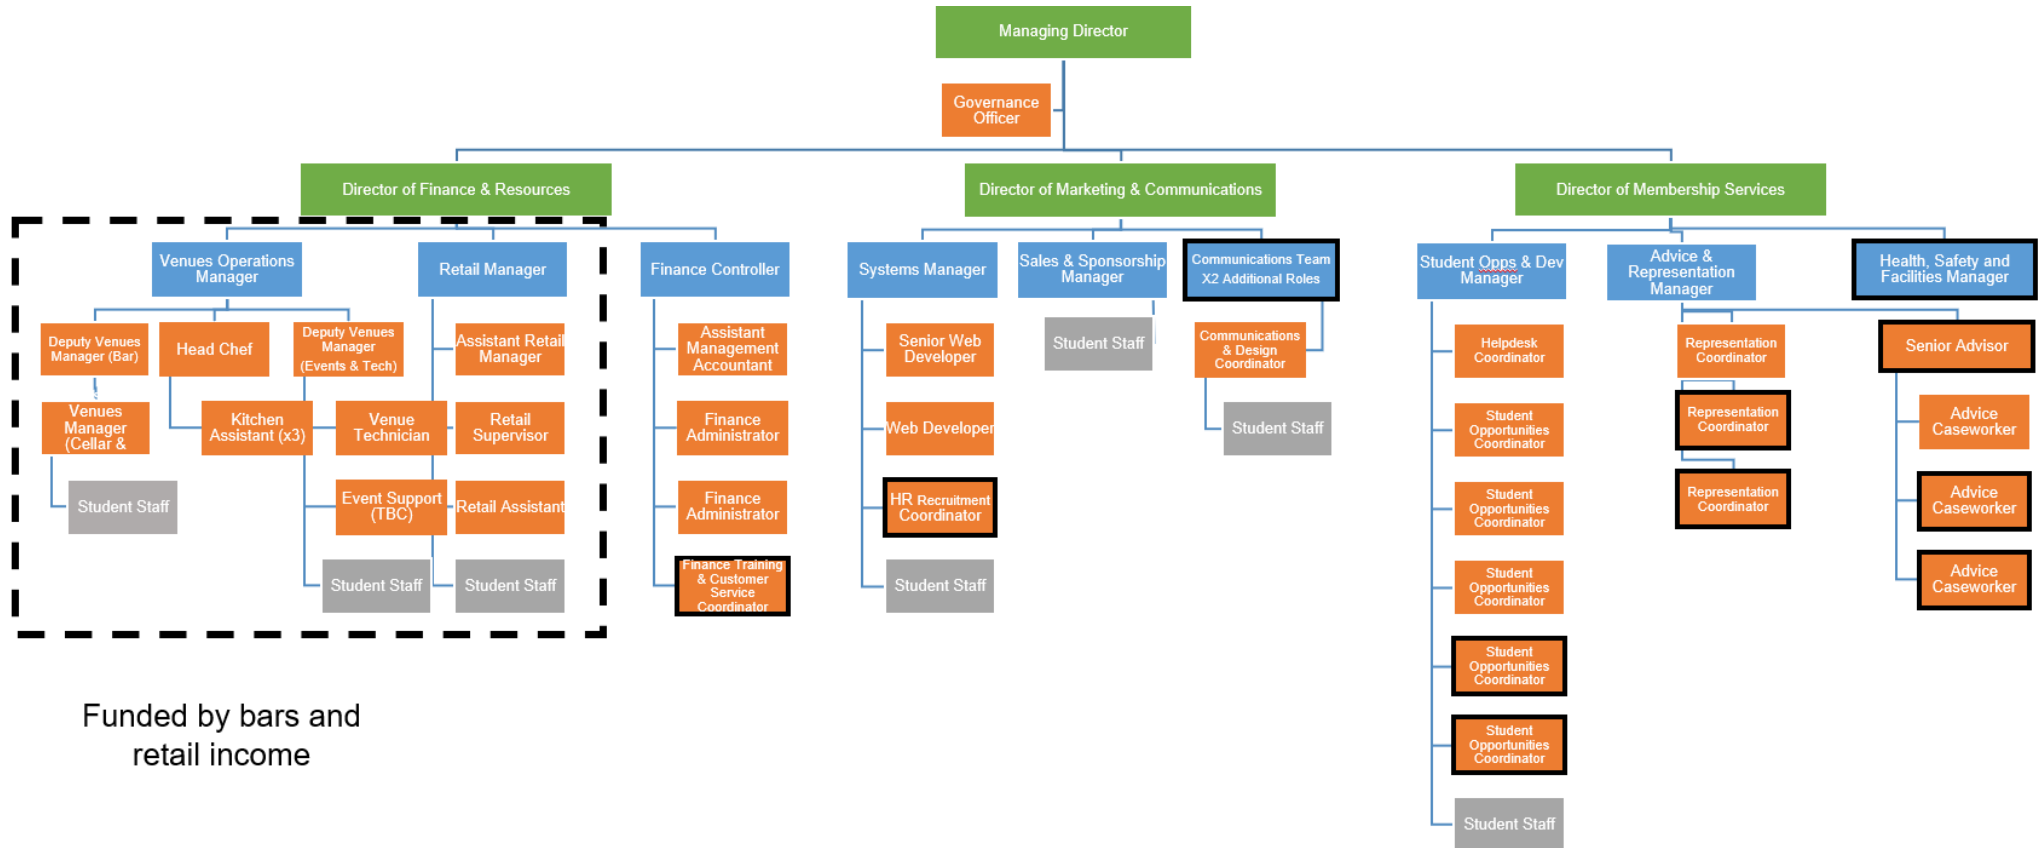 Managing Director
Governance
Officer
Director of Finance & Resources
Director of Marketing & Communications
Director of Membership Services
Venues Operations
Manager
Retail Manager
Finance Controller
Systems Manager
Sales & Sponsorship
Manager
Communications Team
X2 Additional Roles
Student Opps & Dev
Manager
Advice &
Representation
Manager
Health, Safety and
Facilities Manager
Deputy Venues
Manager (Bar)
Head Chef
Deputy Venues
Manager
(Events & Tech)
Assistant Retail
Manager
Assistant
Management
Accountant
Senior Web
Developer
Student Staff
Communications
& Design
Coordinator
Helpdesk
Coordinator
Representation
Coordinator
Senior Advisor
Venues
Manager
(Cellar &
Kitchen
Assistant (x3)
Venue
Technician
Retail
Supervisor
Finance
Administrator
Web Developer
Student Staff
Student
Opportunities
Coordinator
Representation
Coordinator
Advice
Caseworker
Student Staff
Event Support
(TBC)
Retail Assistant
Finance
Administrator
HR Recruitment
Coordinator
Student
Opportunities
Coordinator
Representation
Coordinator
Advice
Caseworker
Student Staff
Student Staff
Finance Training
& Customer
Service
Coordinator
Student Staff
Student
Opportunities
Coordinator
Advice
Caseworker
Student
Opportunities
Coordinator
Student
Opportunities
Coordinator
Student Staff
Funded by bars and
retail income